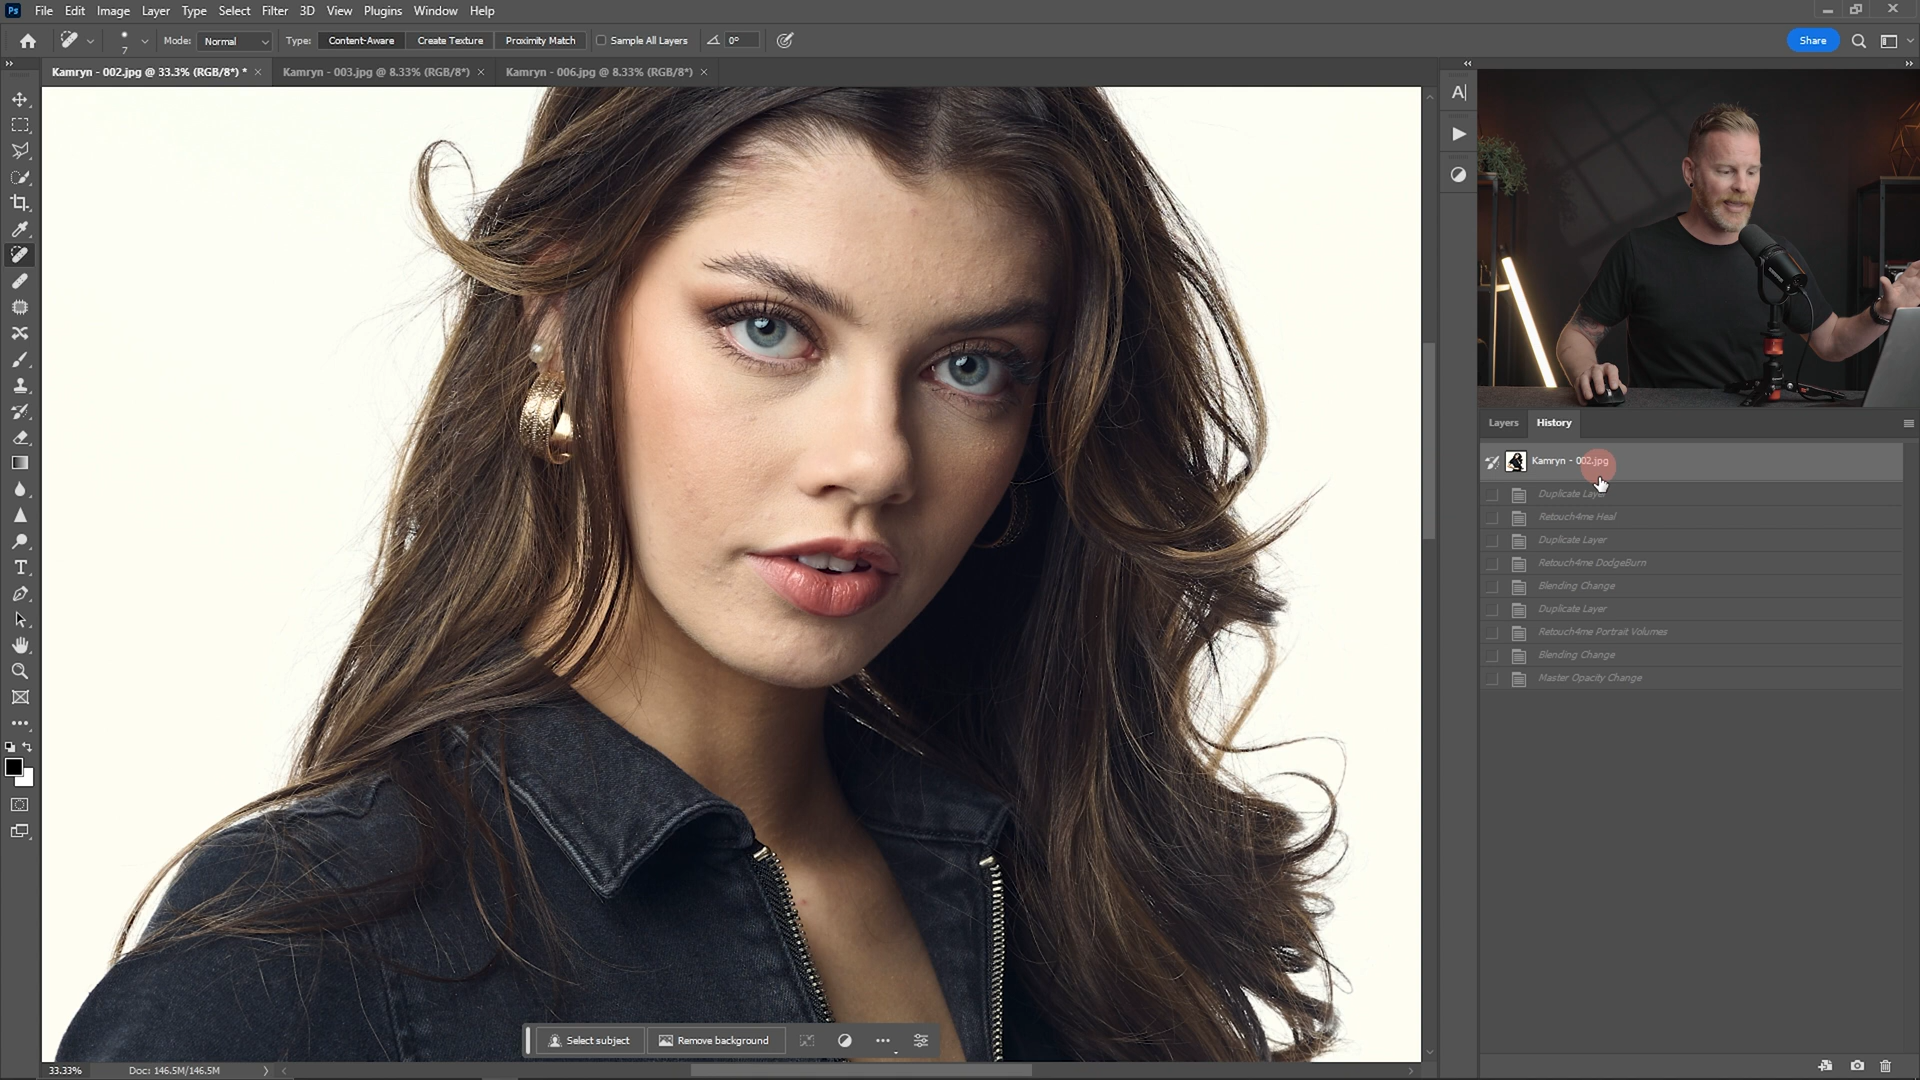 Ps File Edit Image Layer Type Select Filter 3D View Plugins Window Help
7 Mode: Normal Type: Content-Aware Create Texture Proximity Match Sample All Layers 0° Share
Kamryn - 002.jpg @ 33.3% (RGB/8*) * Kamryn - 003.jpg @ 8.33% (RGB/8*) Kamryn - 006.jpg @ 8.33% (RGB/8*)
Layers History
Kamryn - 002.jpg
Duplicate Layer
Retouch4me Heal
Duplicate Layer
Retouch4me DodgeBurn
Blending Change
Duplicate Layer
Retouch4me Portrait Volumes
Blending Change
Master Opacity Change
Select subject Remove background
33.33% Doc: 146.5M/146.5M